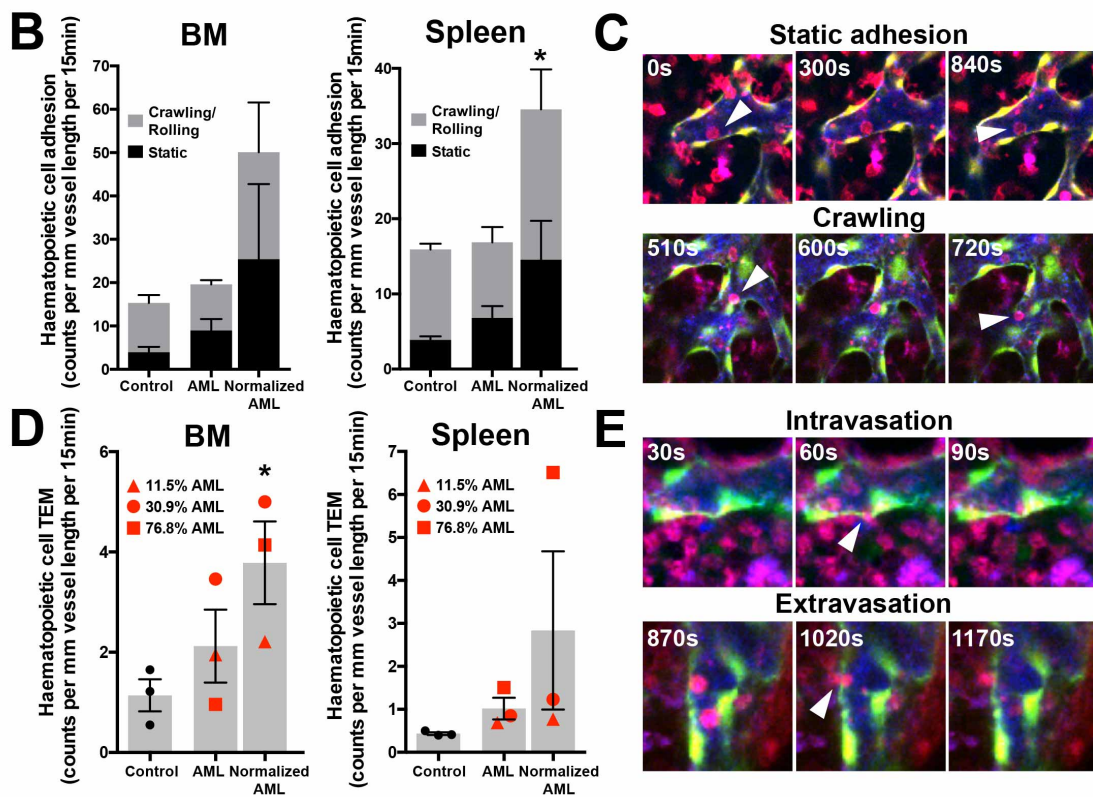 B
BM
Haematopoietic cell adhesion
(counts per mm vessel length per 15min)
70
60
50
40
30
20
10
0
Crawling/
Rolling
Static
Control
AML
Normalized
AML
Spleen
Haematopoietic cell adhesion
(counts per mm vessel length per 15min)
40
30
20
10
0
*
Crawling/
Rolling
Static
Control
AML
Normalized
AML
C
Static adhesion
0s
300s
840s
Crawling
510s
600s
720s
D
BM
Haematopoietic cell TEM
(counts per mm vessel length per 15min)
6
4
2
0
11.5% AML
30.9% AML
76.8% AML
*
Control
AML
Normalized
AML
Spleen
Haematopoietic cell TEM
(counts per mm vessel length per 15min)
7
6
5
4
3
2
1
0
11.5% AML
30.9% AML
76.8% AML
Control
AML
Normalized
AML
E
Intravasation
30s
60s
90s
Extravasation
870s
1020s
1170s